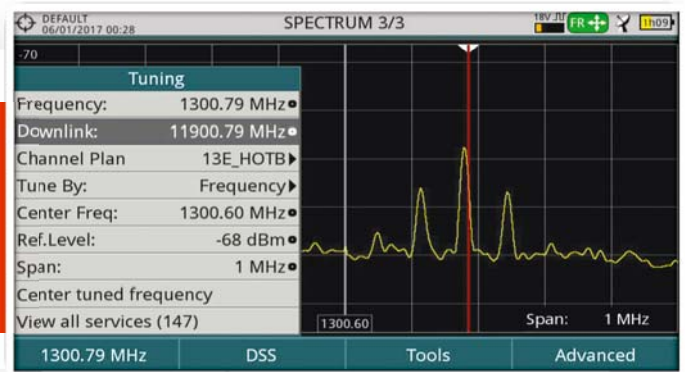 DEFAULT
06/01/2017 00:28
SPECTRUM 3/3
18V
FR
1h09
-70
Tuning
Frequency: 1300.79 MHz
Downlink: 11900.79 MHz
Channel Plan 13E_HOTB
Tune By: Frequency
Center Freq: 1300.60 MHz
Ref.Level: -68 dBm
Span: 1 MHz
Center tuned frequency
View all services (147)
1300.60
Span: 1 MHz
1300.79 MHz
DSS
Tools
Advanced